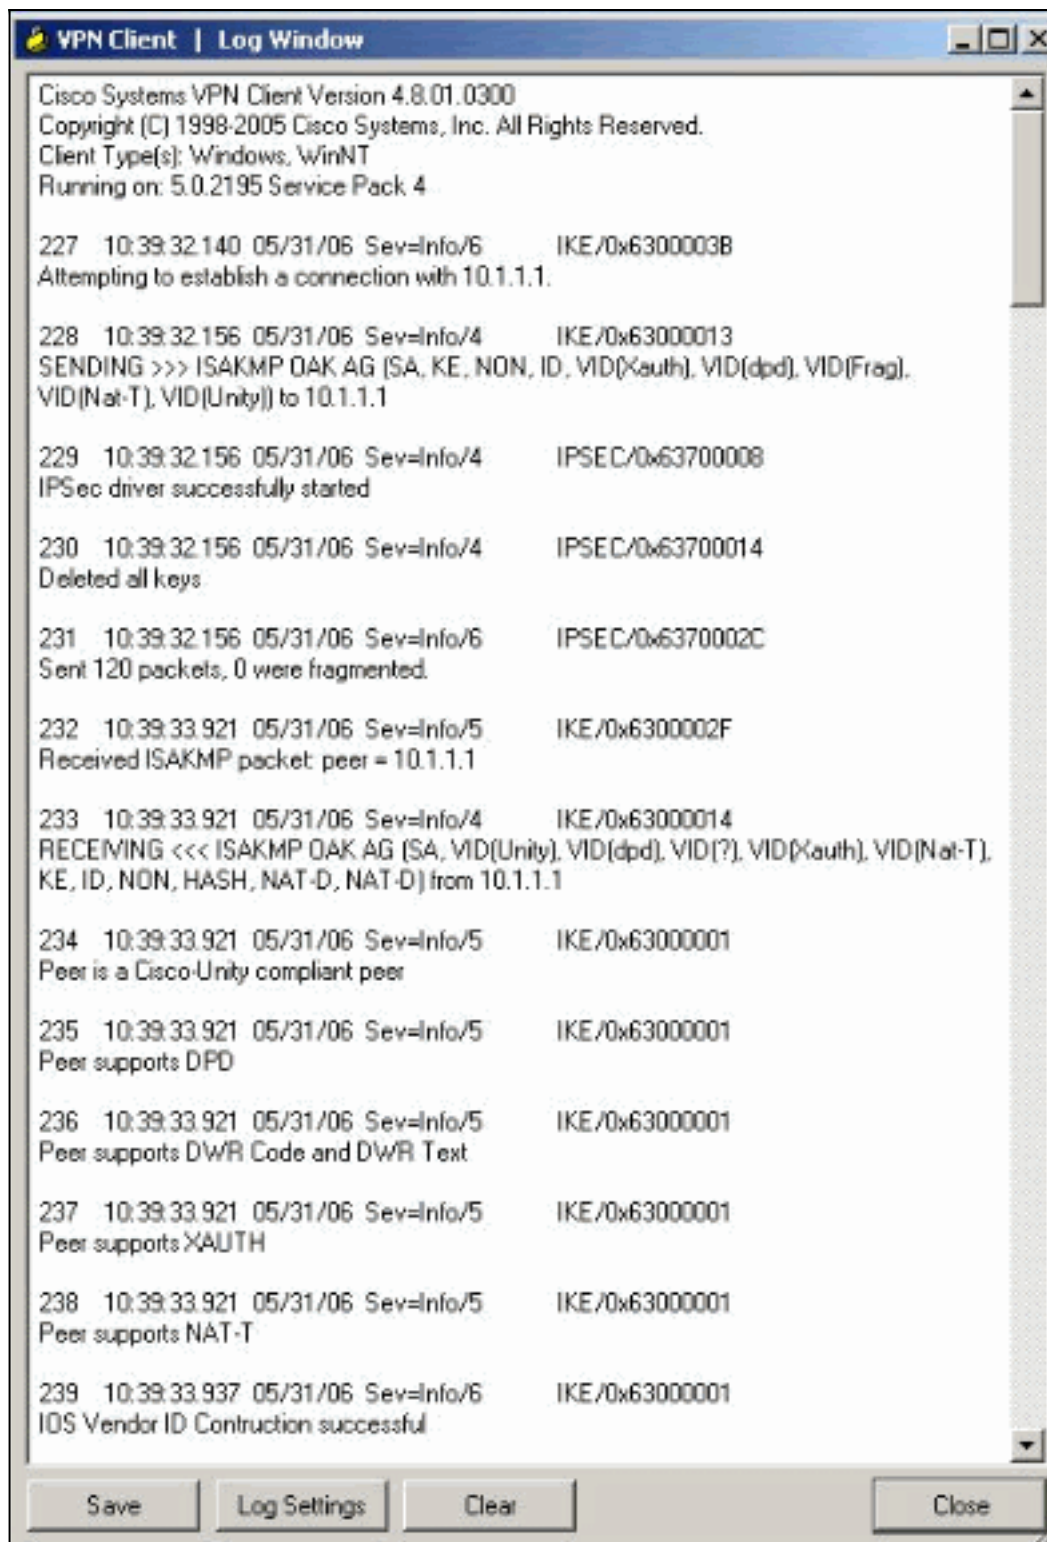 VPN Client | Log Window
Cisco Systems VPN Client Version 4.8.01.0300
Copyright (C) 1998-2005 Cisco Systems, Inc. All Rights Reserved.
Client Type(s): Windows, WinNT
Running on: 5.0.2195 Service Pack 4
227 10:39:32.140 05/31/06 Sev=Info/6 IKE/0x6300003B
Attempting to establish a connection with 10.1.1.1.
228 10:39:32.156 05/31/06 Sev=Info/4 IKE/0x63000013
SENDING >>> ISAKMP OAK AG (SA, KE, NON, ID, VID(Xauth), VID(dpd), VID(Frag),
VID(Nat-T), VID(Unity)) to 10.1.1.1
229 10:39:32.156 05/31/06 Sev=Info/4 IPSEC/0x63700008
IPSec driver successfully started
230 10:39:32.156 05/31/06 Sev=Info/4 IPSEC/0x63700014
Deleted all keys
231 10:39:32.156 05/31/06 Sev=Info/6 IPSEC/0x6370002C
Sent 120 packets, 0 were fragmented.
232 10:39:33.921 05/31/06 Sev=Info/5 IKE/0x6300002F
Received ISAKMP packet: peer = 10.1.1.1
233 10:39:33.921 05/31/06 Sev=Info/4 IKE/0x63000014
RECEIVING <<< ISAKMP OAK AG (SA, VID(Unity), VID(dpd), VID(?), VID(Xauth), VID(Nat-T),
KE, ID, NON, HASH, NAT-D, NAT-D) from 10.1.1.1
234 10:39:33.921 05/31/06 Sev=Info/5 IKE/0x63000001
Peer is a Cisco-Unity compliant peer
235 10:39:33.921 05/31/06 Sev=Info/5 IKE/0x63000001
Peer supports DPD
236 10:39:33.921 05/31/06 Sev=Info/5 IKE/0x63000001
Peer supports DWR Code and DWR Text
237 10:39:33.921 05/31/06 Sev=Info/5 IKE/0x63000001
Peer supports XAUTH
238 10:39:33.921 05/31/06 Sev=Info/5 IKE/0x63000001
Peer supports NAT-T
239 10:39:33.937 05/31/06 Sev=Info/6 IKE/0x63000001
IOS Vendor ID Contruction successful
Save Log Settings Clear Close